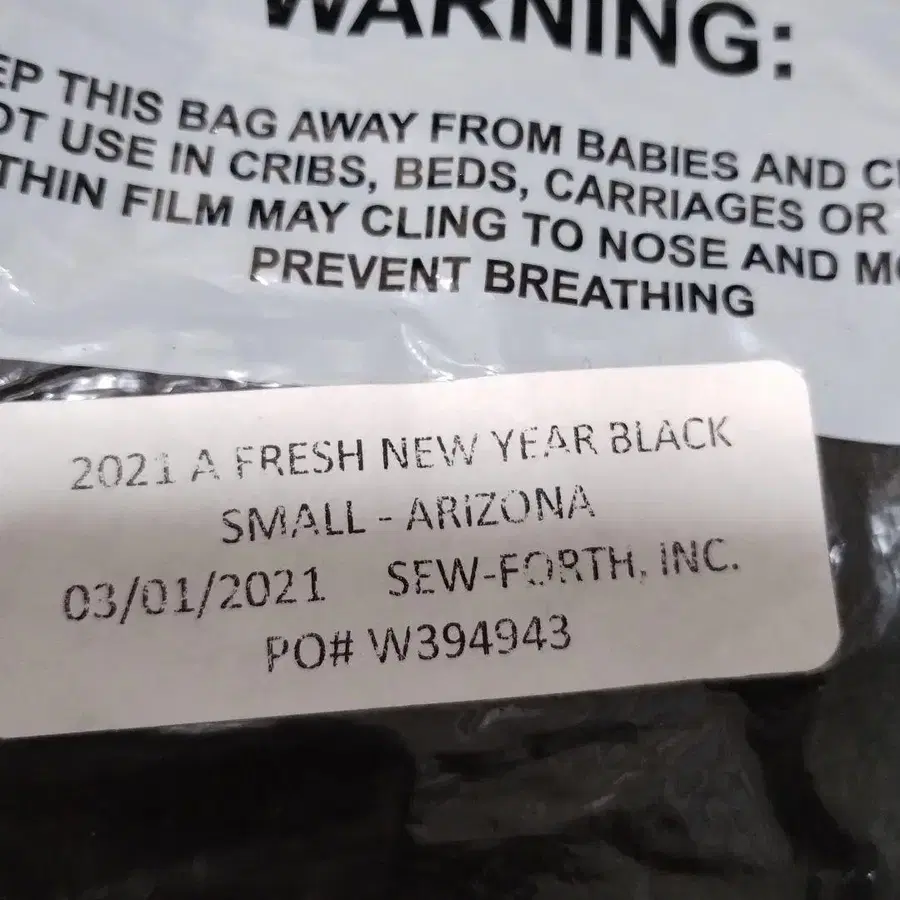 WARNING:
EP THIS BAG AWAY FROM BABIES AND C
OT USE IN CRIBS, BEDS, CARRIAGES OR
THIN FILM MAY CLING TO NOSE AND MO
PREVENT BREATHING
2021 A FRESH NEW YEAR BLACK
SMALL - ARIZONA
03/01/2021 SEW-FORTH, INC.
PO# W394943